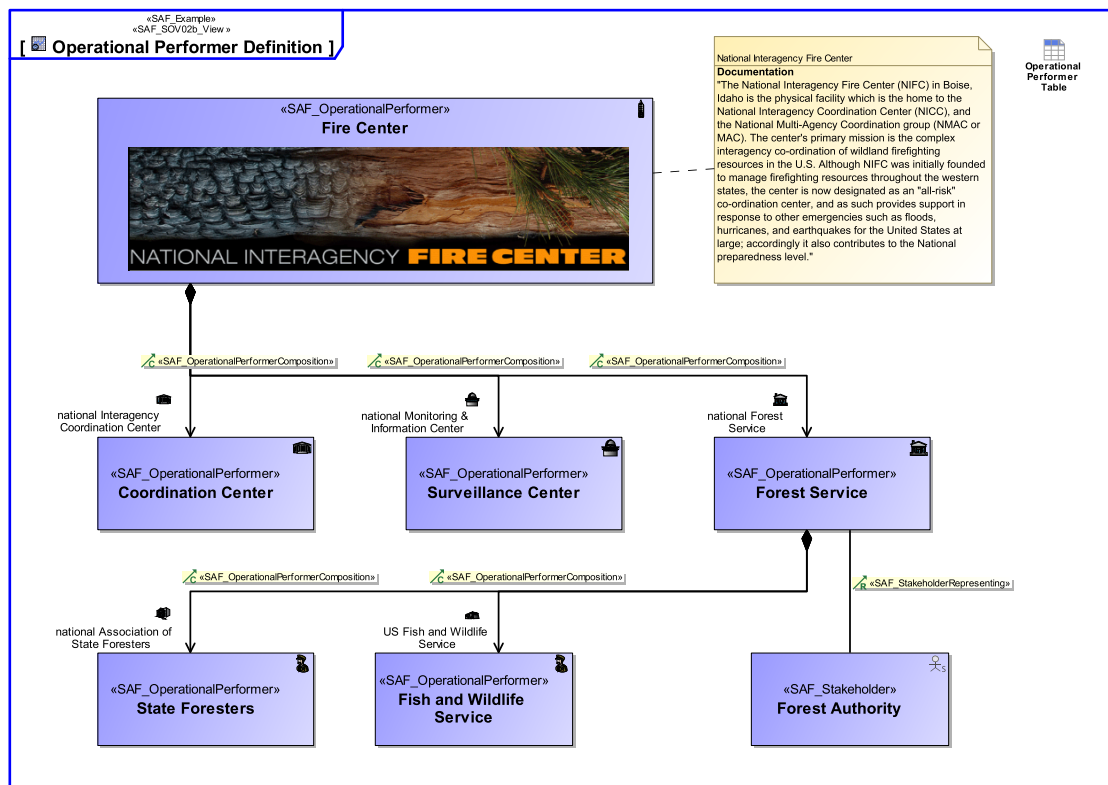 «SAF_Example»
«SAF_SOV02b_View»
[ Operational Performer Definition ]
National Interagency Fire Center
Documentation
"The National Interagency Fire Center (NIFC) in Boise,
Idaho is the physical facility which is the home to the
National Interagency Coordination Center (NICC), and
the National Multi-Agency Coordination group (NMAC or
MAC). The center's primary mission is the complex
interagency co-ordination of wildland firefighting
resources in the U.S. Although NIFC was initially founded
to manage firefighting resources throughout the western
states, the center is now designated as an "all-risk"
co-ordination center, and as such provides support in
response to other emergencies such as floods,
hurricanes, and earthquakes for the United States at
large; accordingly it also contributes to the National
preparedness level."
Operational
Performer
Table
«SAF_OperationalPerformer»
Fire Center
NATIONAL INTERAGENCY FIRE CENTER
C «SAF_OperationalPerformerComposition»
C «SAF_OperationalPerformerComposition»
C «SAF_OperationalPerformerComposition»
national Interagency
Coordination Center
national Monitoring &
Information Center
national Forest
Service
«SAF_OperationalPerformer»
Coordination Center
«SAF_OperationalPerformer»
Surveillance Center
«SAF_OperationalPerformer»
Forest Service
C «SAF_OperationalPerformerComposition»
C «SAF_OperationalPerformerComposition»
R «SAF_StakeholderRepresenting»
national Association of
State Foresters
US Fish and Wildlife
Service
«SAF_OperationalPerformer»
State Foresters
«SAF_OperationalPerformer»
Fish and Wildlife
Service
S
«SAF_Stakeholder»
Forest Authority